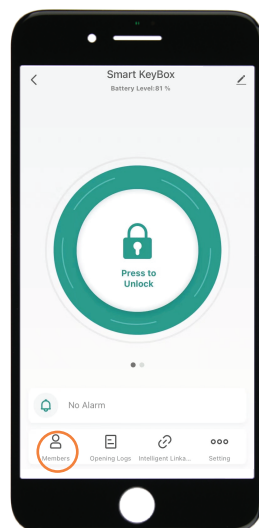 Smart KeyBox
Battery Level:81 %
Press to
Unlock
No Alarm
Members
Opening Logs
Intelligent Linka...
Setting